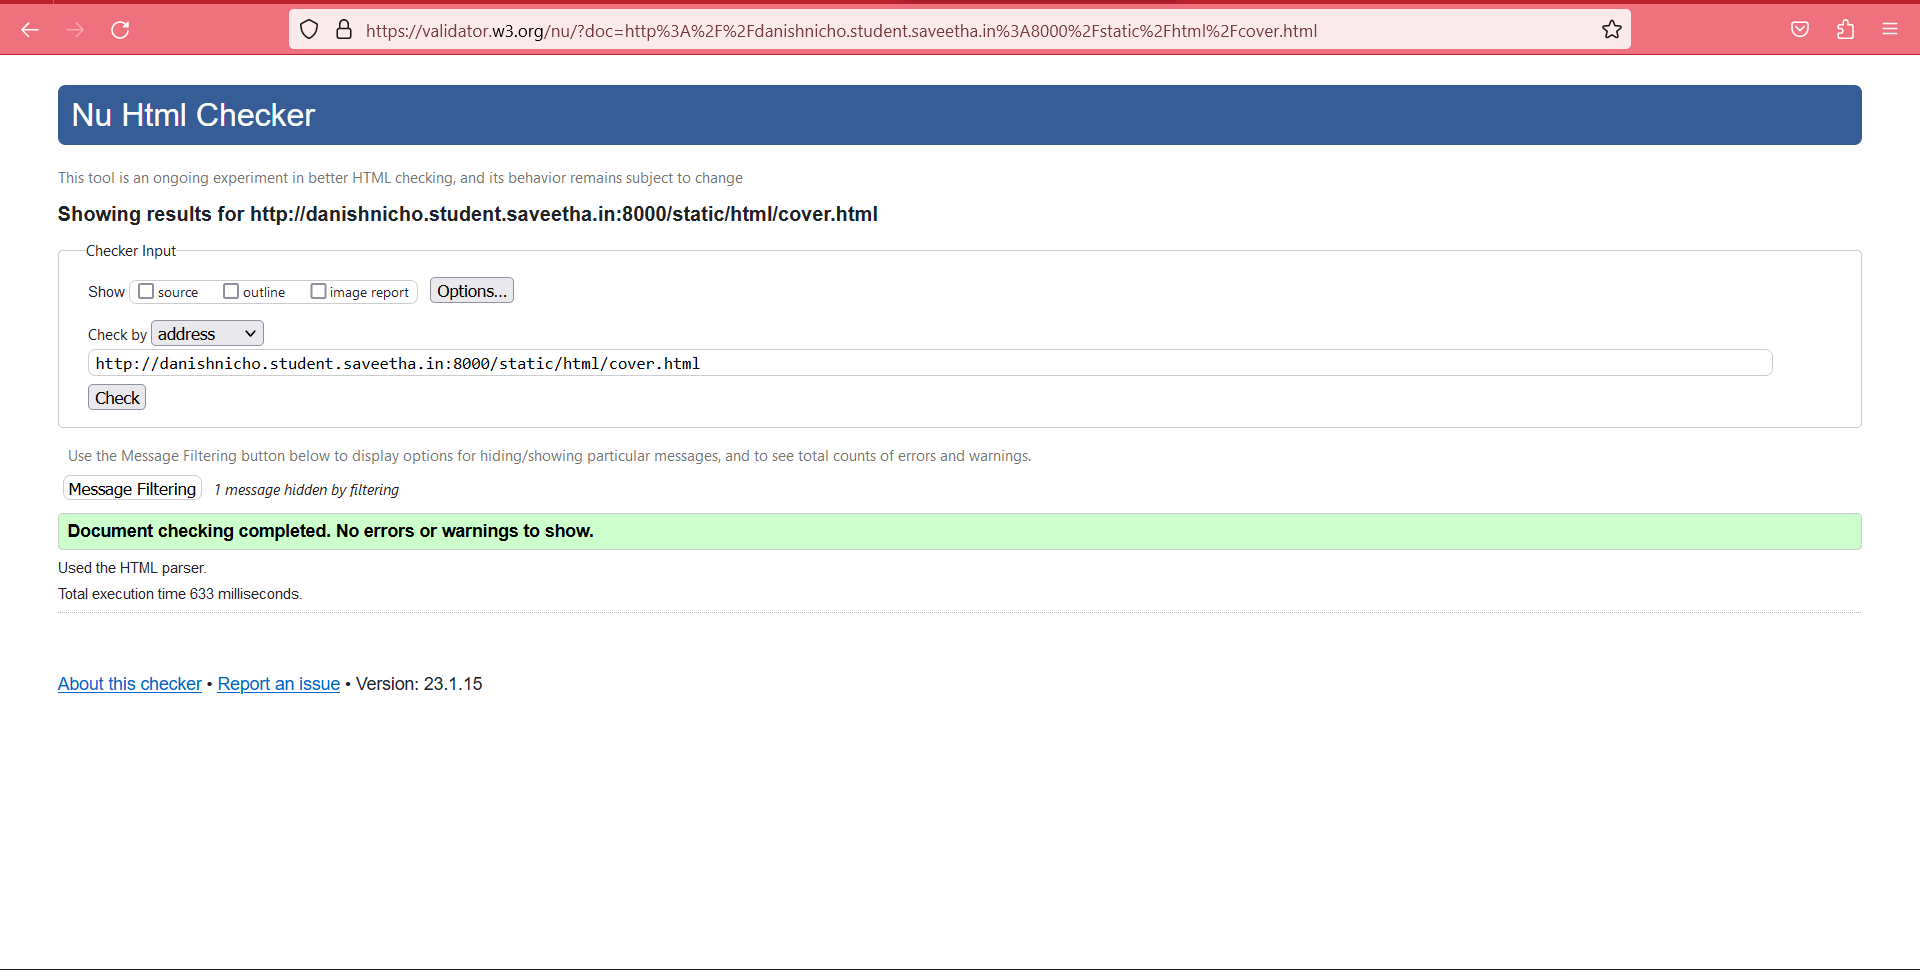 https://validator.w3.org/nu/?doc=http%3A%2F%2Fdanishnicho.student.saveetha.in%3A8000%2Fstatic%2Fhtml%2Fcover.html
Nu Html Checker
This tool is an ongoing experiment in better HTML checking, and its behavior remains subject to change
Showing results for http://danishnicho.student.saveetha.in:8000/static/html/cover.html
Checker Input
Show source outline image report Options...
Check by address
http://danishnicho.student.saveetha.in:8000/static/html/cover.html
Check
Use the Message Filtering button below to display options for hiding/showing particular messages, and to see total counts of errors and warnings.
Message Filtering 1 message hidden by filtering
Document checking completed. No errors or warnings to show.
Used the HTML parser.
Total execution time 633 milliseconds.
About this checker • Report an issue • Version: 23.1.15